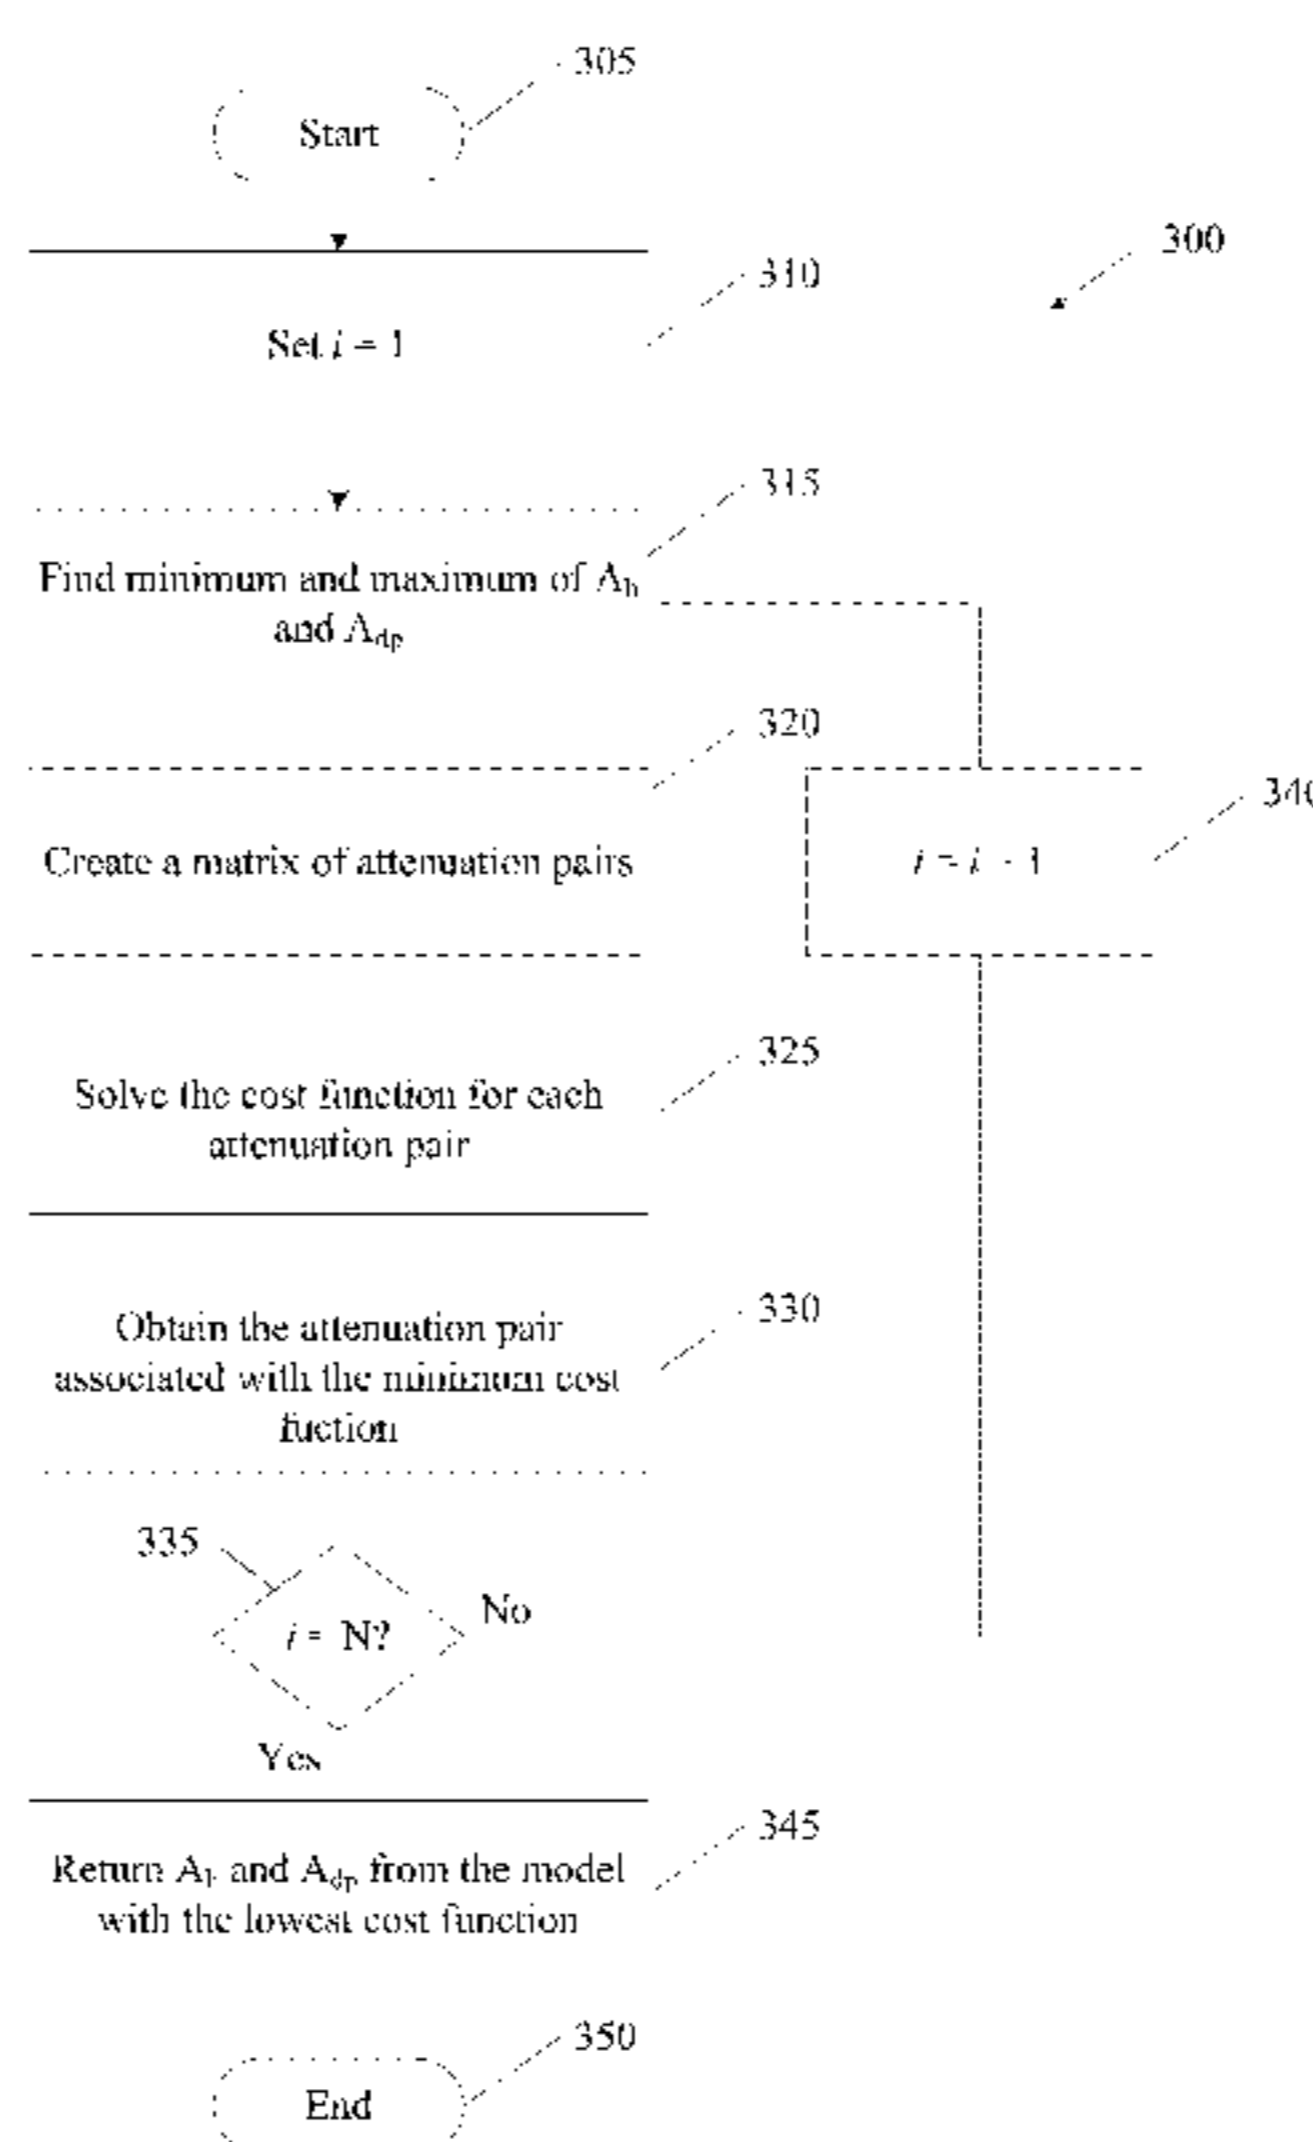 305
Start
300
310
Set i = 1
315
Find minimum and maximum of Ah
and Adp
320
340
Create a matrix of attenuation pairs
i = i - 1
325
Solve the cost function for each
attenuation pair
330
Obtain the attenuation pair
associated with the minimum cost
fuction
335
i = N?
No
Yes
345
Return Ah and Adp from the model
with the lowest cost function
350
End